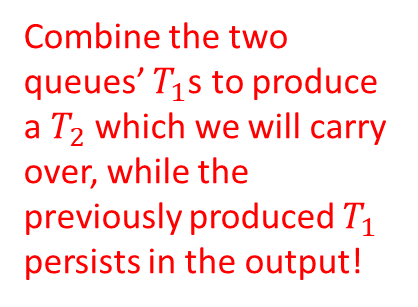 Combine the two
queues’ T₁s to produce
a T₂ which we will carry
over, while the
previously produced T₁
persists in the output!